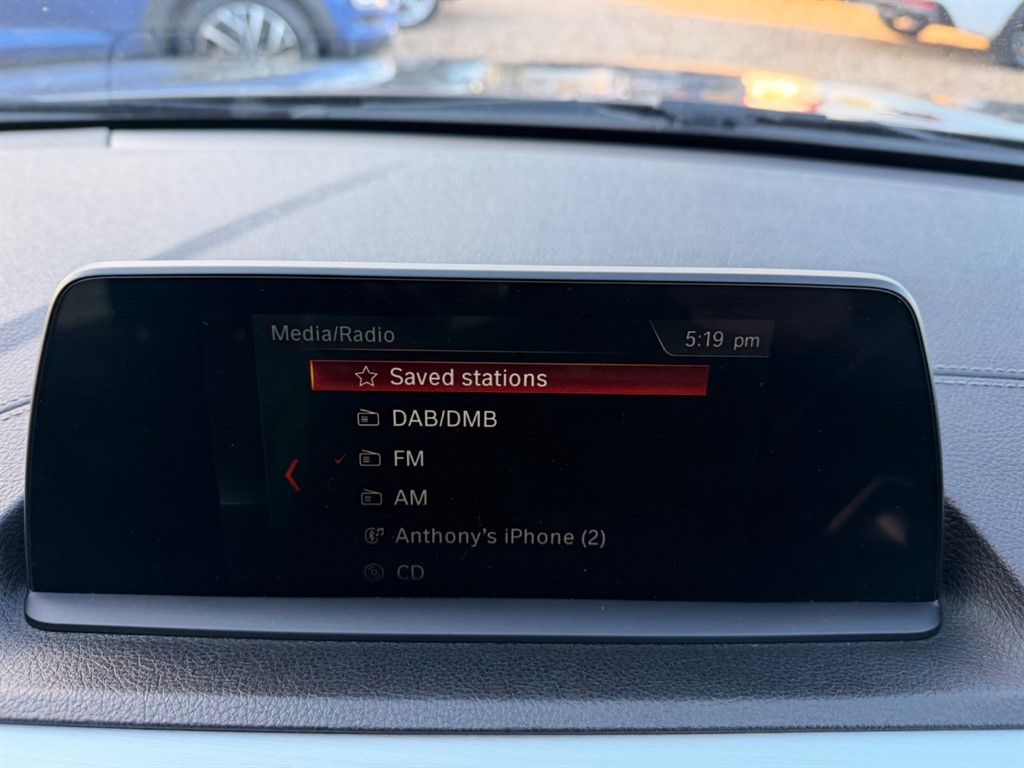 Media/Radio
5:19 pm
Saved stations
DAB/DMB
FM
AM
Anthony's iPhone (2)
CD